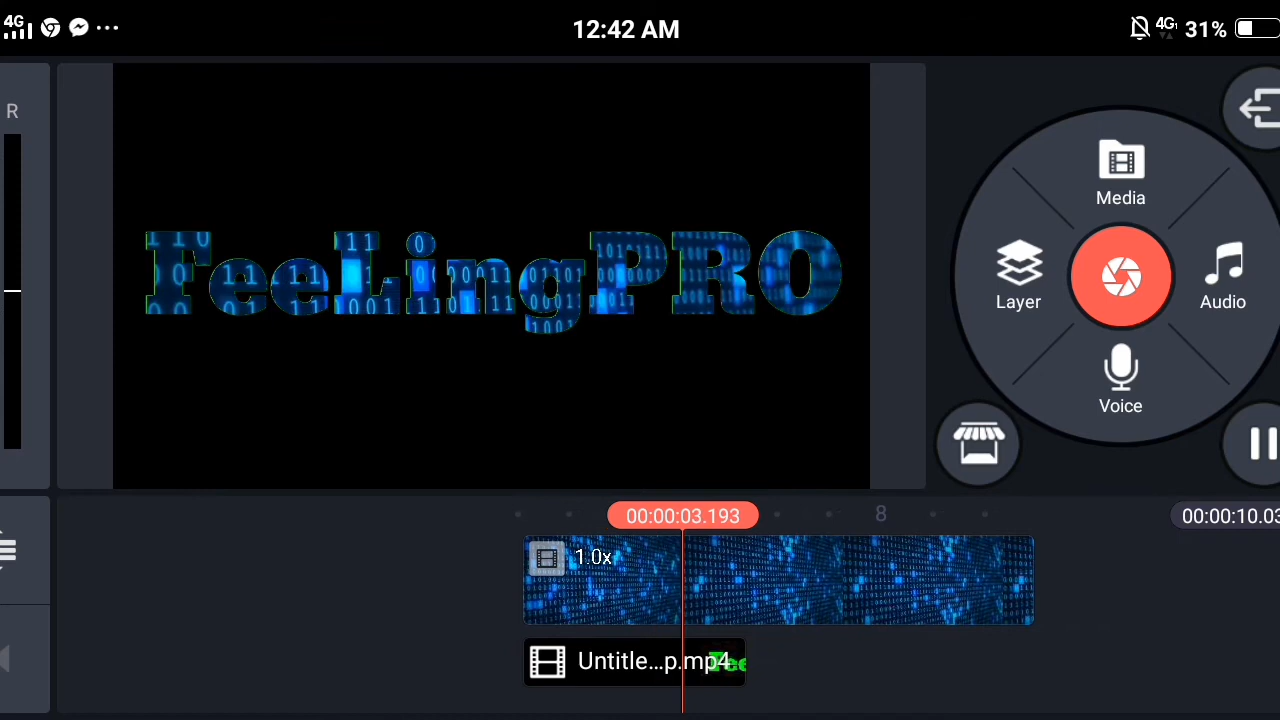 4G 12:42 AM 4G 31%
R
Media
FeeLingPRO
Layer
Audio
Voice
00:00:03.193
8
00:00:10.03
1.0x
Untitle...p.mp4
Fee